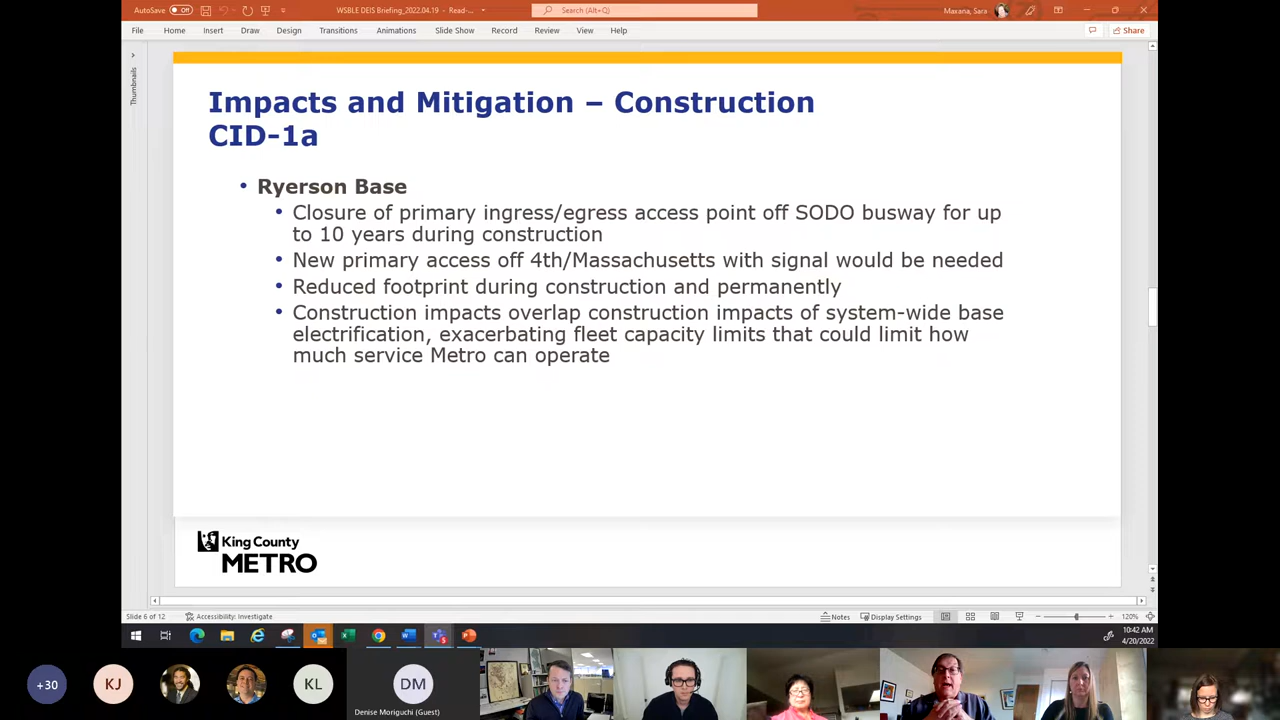 AutoSave Off WSBLE DEIS Briefing_2022.04.19 - Read-... Search (Alt+Q) Maxana, Sara
File Home Insert Draw Design Transitions Animations Slide Show Record Review View Help Share
Thumbnails
Impacts and Mitigation – Construction
CID-1a
• Ryerson Base
• Closure of primary ingress/egress access point off SODO busway for up
to 10 years during construction
• New primary access off 4th/Massachusetts with signal would be needed
• Reduced footprint during construction and permanently
• Construction impacts overlap construction impacts of system-wide base
electrification, exacerbating fleet capacity limits that could limit how
much service Metro can operate
King County
METRO
Slide 6 of 12 Accessibility: Investigate Notes Display Settings 120%
10:42 AM
4/20/2022
+30 KJ KL DM
Denise Moriguchi (Guest)